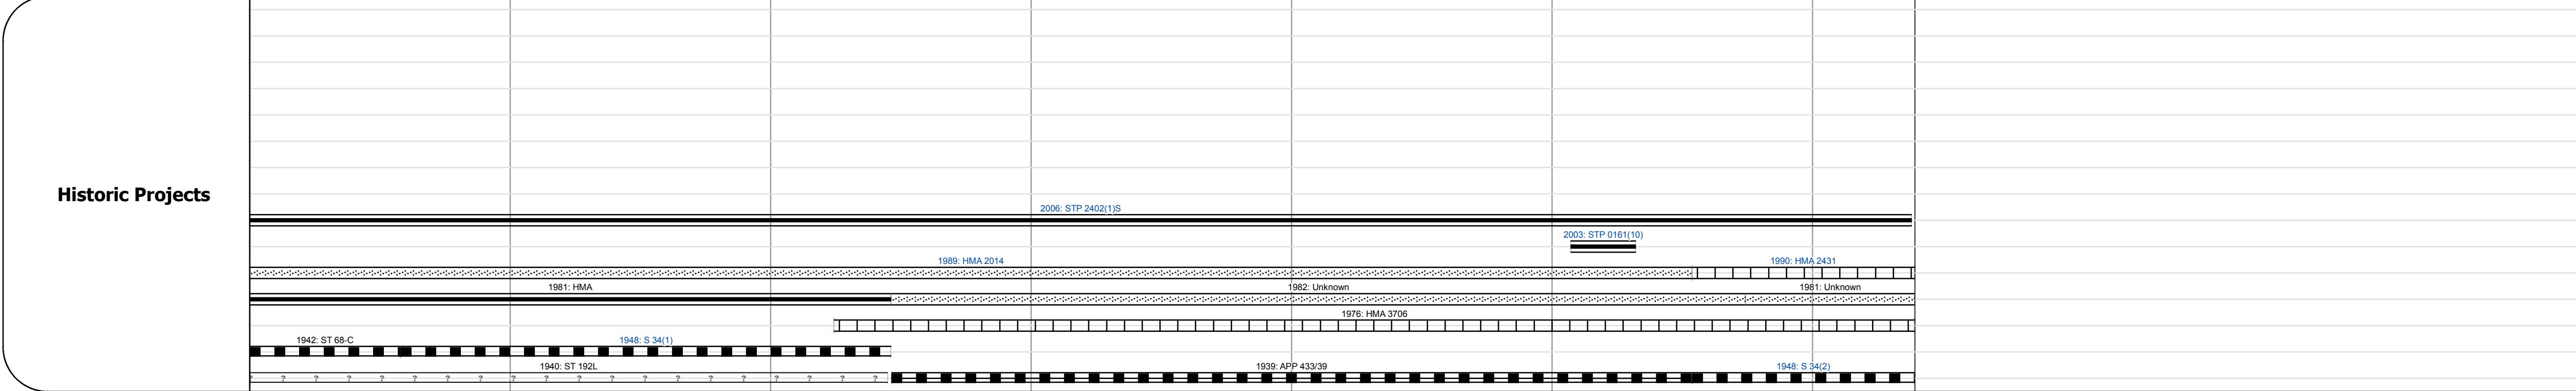 Historic Projects
2006: STP 2402(1)S
2003: STP 0161(10)
1989: HMA 2014
1990: HMA 2431
1981: HMA
1982: Unknown
1981: Unknown
1976: HMA 3706
1942: ST 68-C
1948: S 34(1)
1940: ST 192L
1939: APP 433/39
1948: S 34(2)
? ? ? ? ? ? ? ? ? ? ? ? ? ? ? ? ? ? ? ?